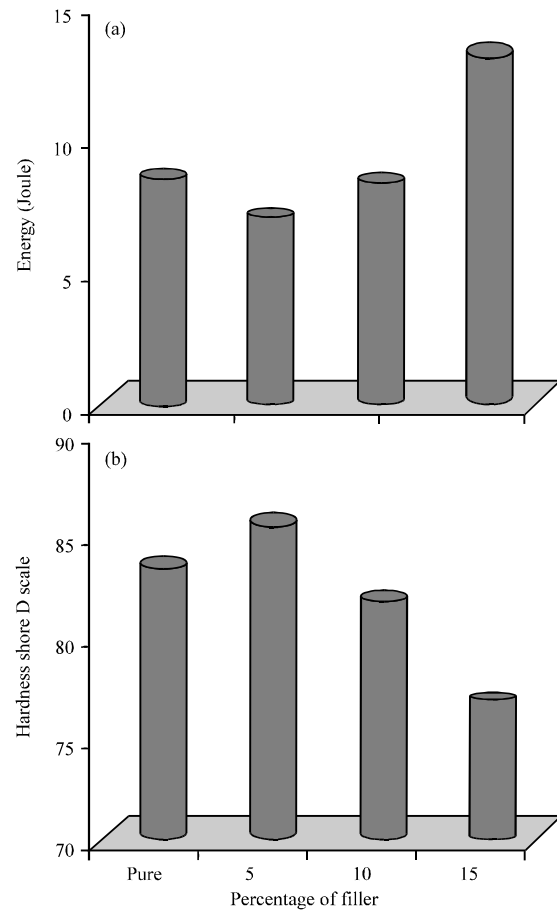 15
(a)
10
Energy (Joule)
5
0
90
(b)
85
Hardness shore D scale
80
75
70
Pure 5 10 15
Percentage of filler